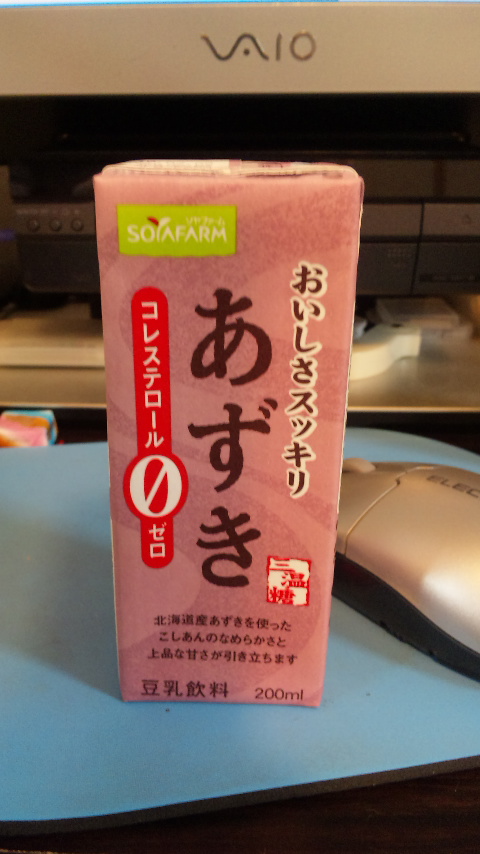 VAIO
ソヤファーム
SOYAFARM
おいしさスッキリ
あずき
コレステロール
0
ゼロ
三温糖
北海道産あずきを使った
こしあんのなめらかさと
上品な甘さが引き立ちます
豆乳飲料 200ml
ELEC